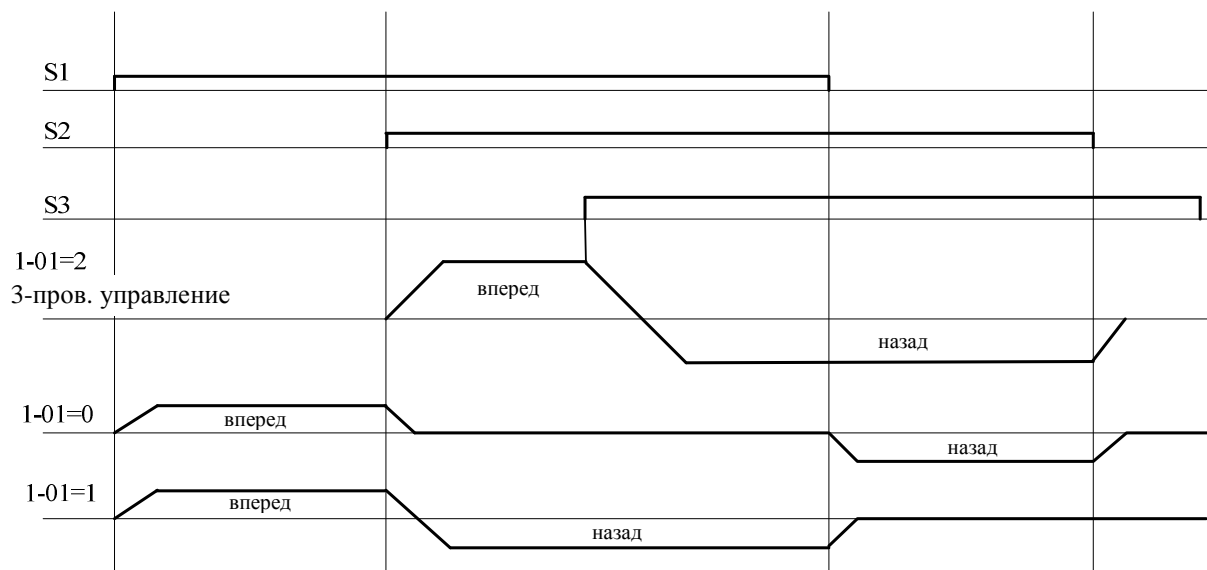 S1
S2
S3
1-01=2
3-пров. управление
вперед
назад
1-01=0
вперед
назад
1-01=1
вперед
назад